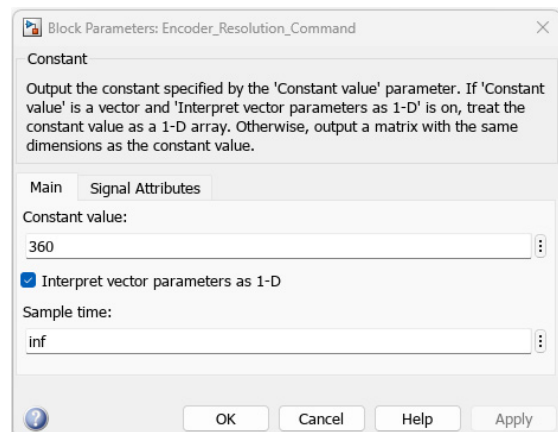 Block Parameters: Encoder_Resolution_Command
Constant
Output the constant specified by the 'Constant value' parameter. If 'Constant
value' is a vector and 'Interpret vector parameters as 1-D' is on, treat the
constant value as a 1-D array. Otherwise, output a matrix with the same
dimensions as the constant value.
Main Signal Attributes
Constant value:
360
Interpret vector parameters as 1-D
Sample time:
inf
OK Cancel Help Apply